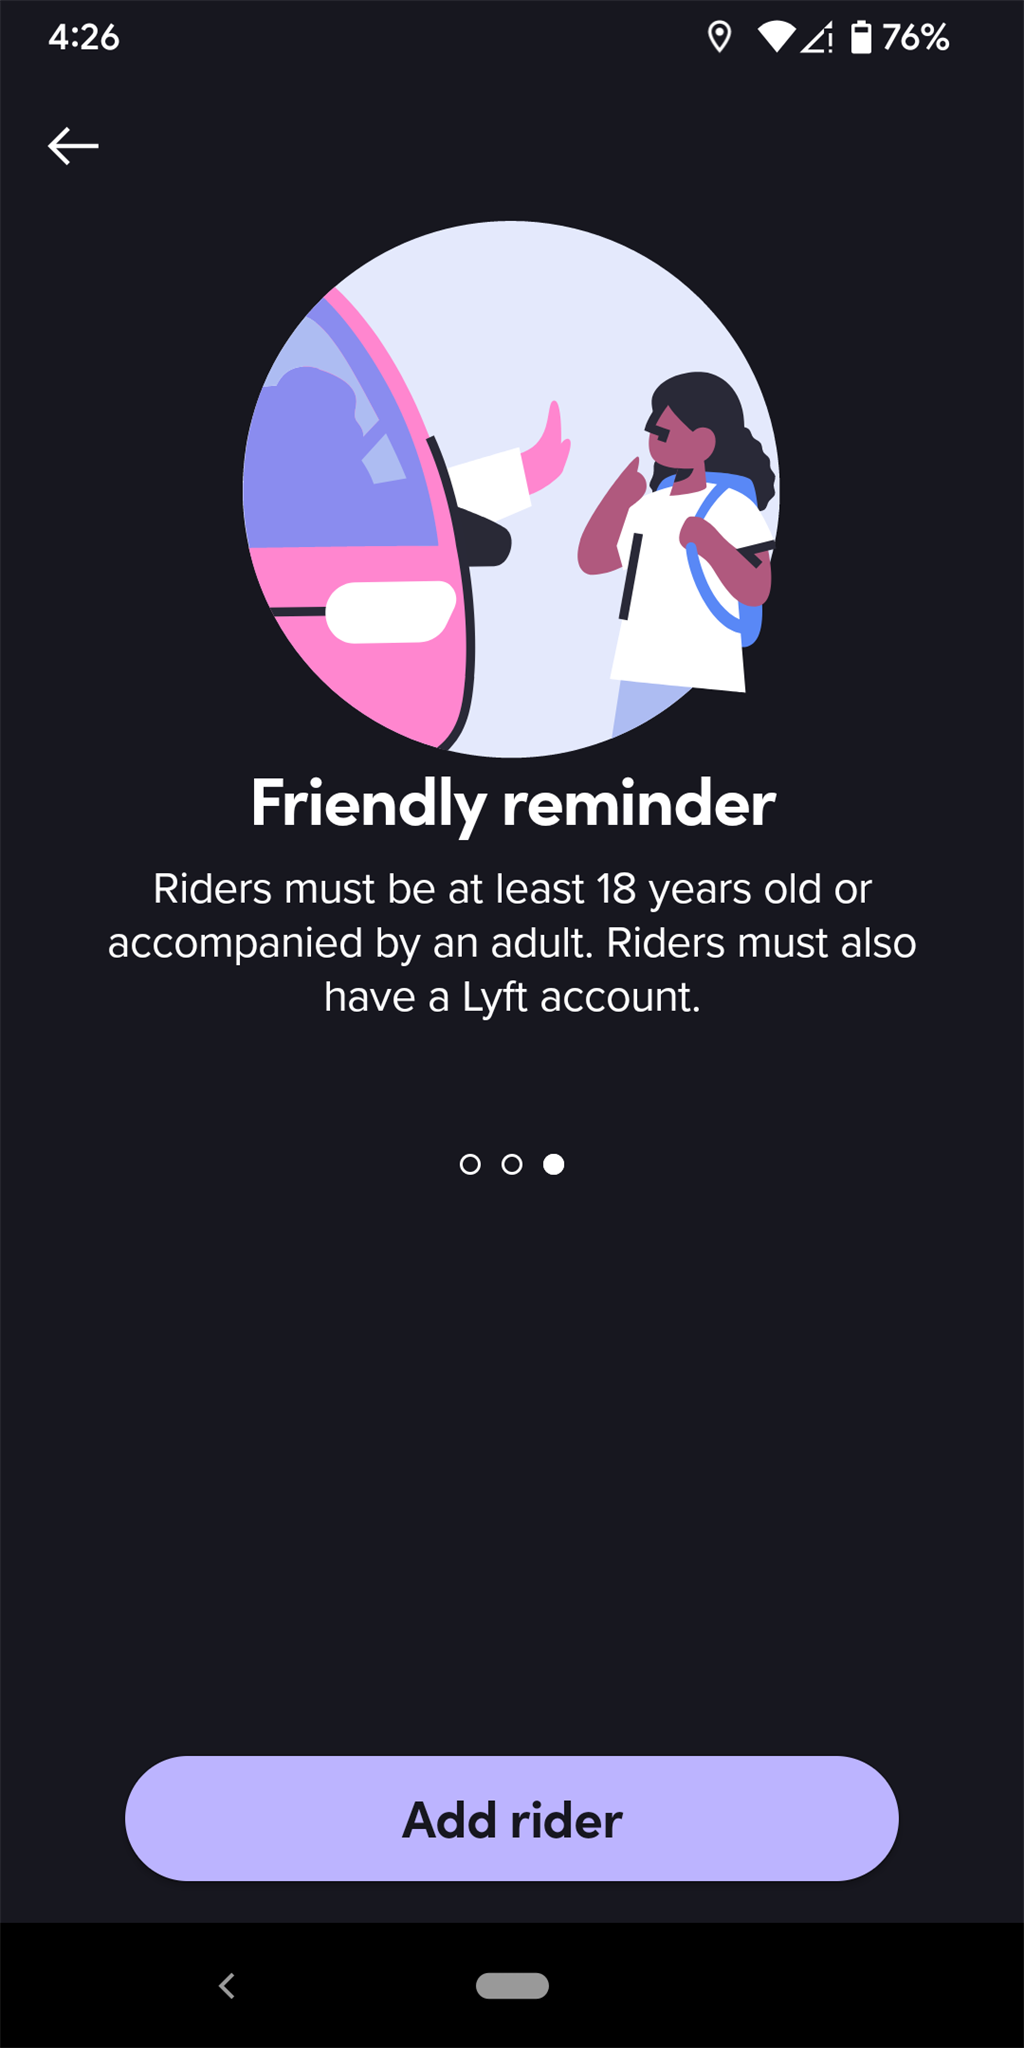 4:26
76%
Friendly reminder
Riders must be at least 18 years old or
accompanied by an adult. Riders must also
have a Lyft account.
Add rider